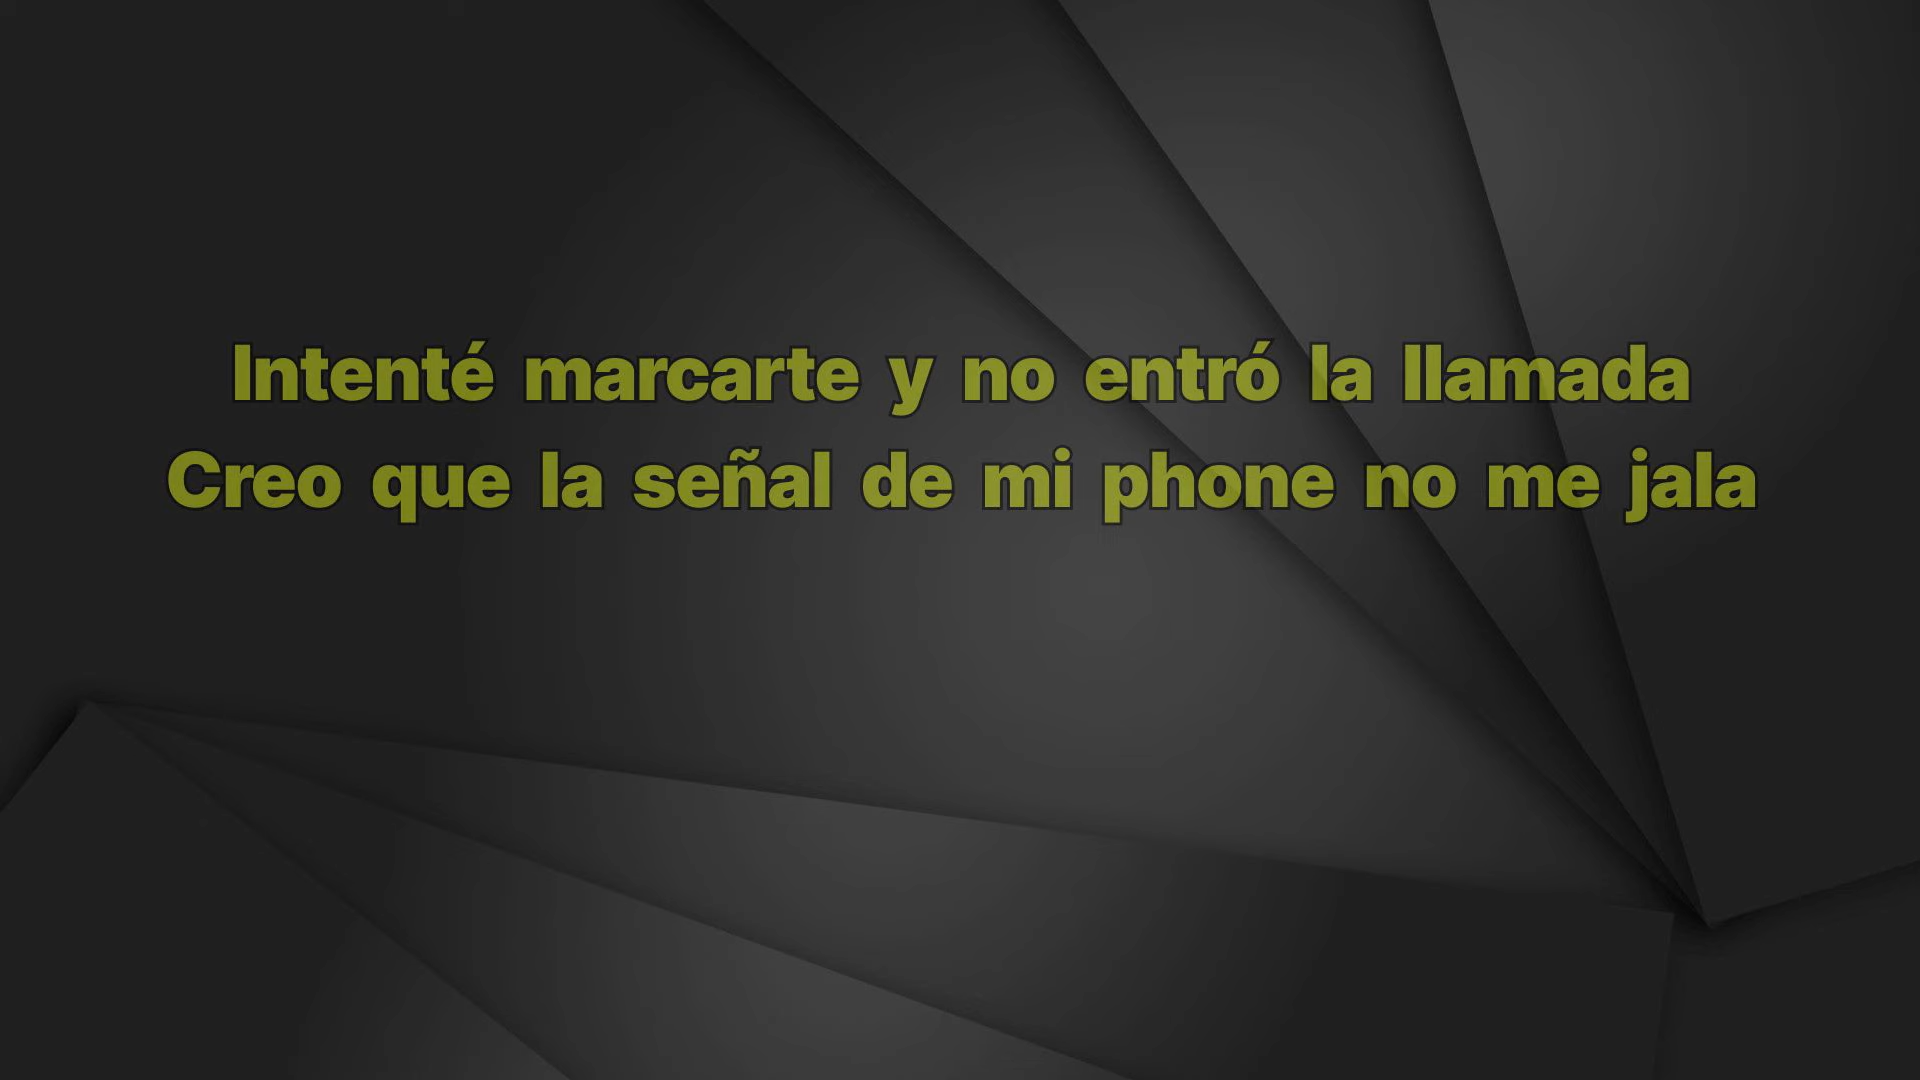 Intenté marcarte y no entró la llamada
Creo que la señal de mi phone no me jala